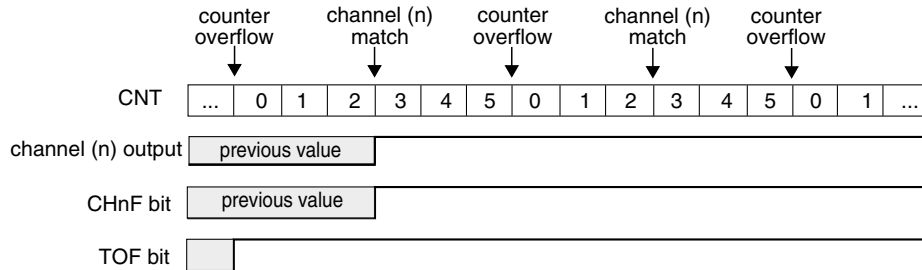 counter overflow
channel (n) match
counter overflow
channel (n) match
counter overflow
CNT ... 0 1 2 3 4 5 0 1 2 3 4 5 0 1 ...
channel (n) output previous value
CHnF bit previous value
TOF bit